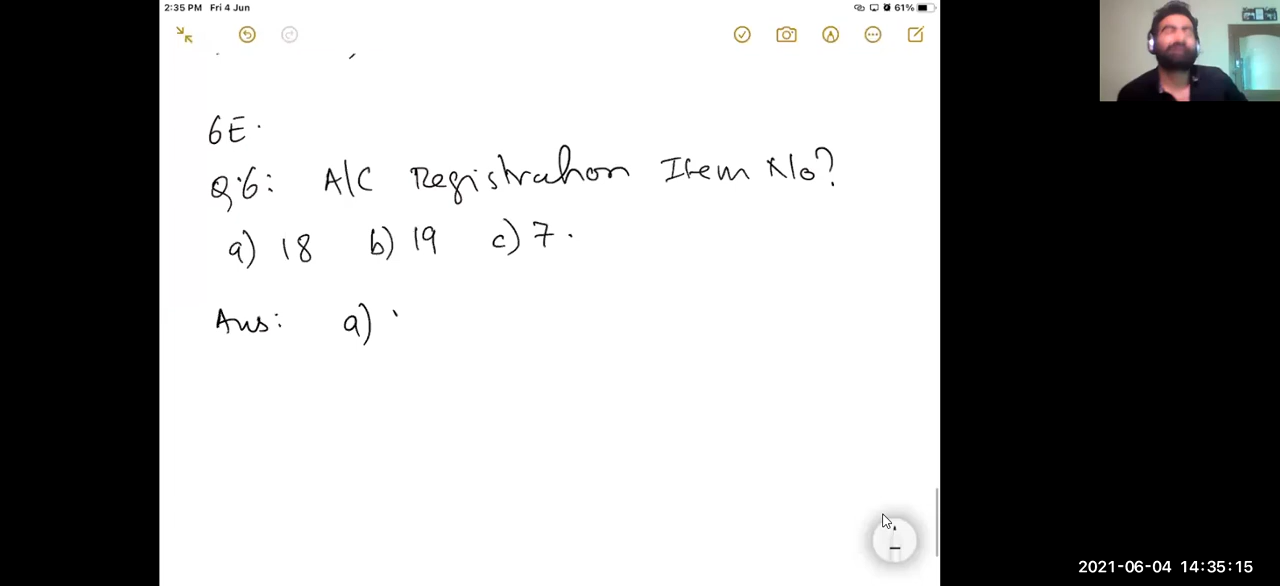 2:35 PM Fri 4 Jun 61%
6E.
Q.6: A/C Registration Item No?
a) 18 b) 19 c) 7.
Ans: a)
2021-06-04 14:35:15